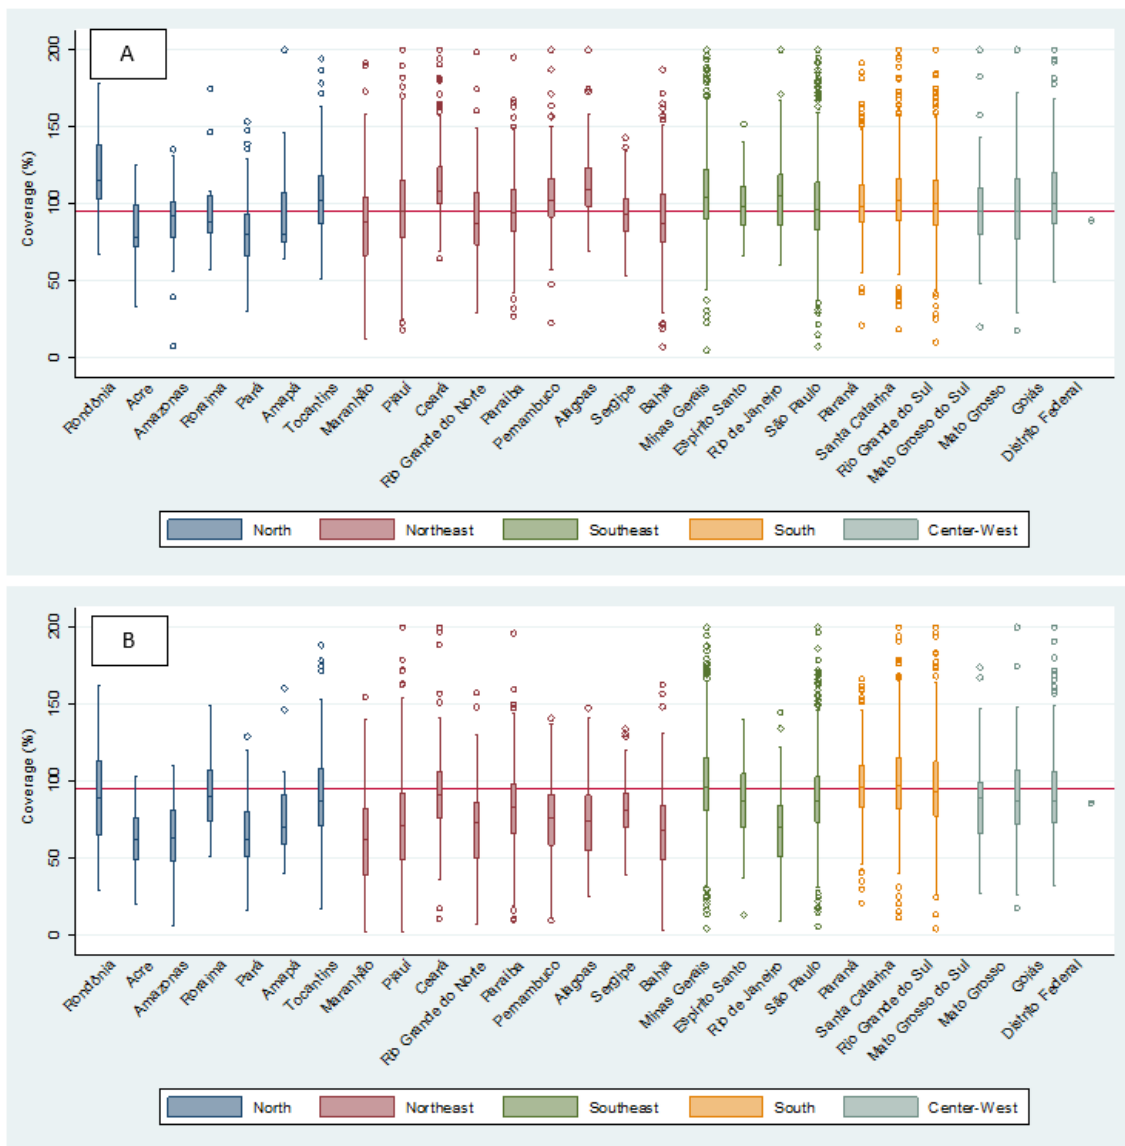 A
Coverage (%)
200
150
100
50
0
Rondônia
Acre
Amazonas
Roraima
Pará
Amapá
Tocantins
Maranhão
Piauí
Ceará
Rio Grande do Norte
Paraíba
Pernambuco
Alagoas
Sergipe
Bahia
Minas Gerais
Espírito Santo
Rio de Janeiro
São Paulo
Paraná
Santa Catarina
Rio Grande do Sul
Mato Grosso do Sul
Mato Grosso
Goiás
Distrito Federal
North Northeast Southeast South Center-West
B
Coverage (%)
200
150
100
50
0
Rondônia
Acre
Amazonas
Roraima
Pará
Amapá
Tocantins
Maranhão
Piauí
Ceará
Rio Grande do Norte
Paraíba
Pernambuco
Alagoas
Sergipe
Bahia
Minas Gerais
Espírito Santo
Rio de Janeiro
São Paulo
Paraná
Santa Catarina
Rio Grande do Sul
Mato Grosso do Sul
Mato Grosso
Goiás
Distrito Federal
North Northeast Southeast South Center-West